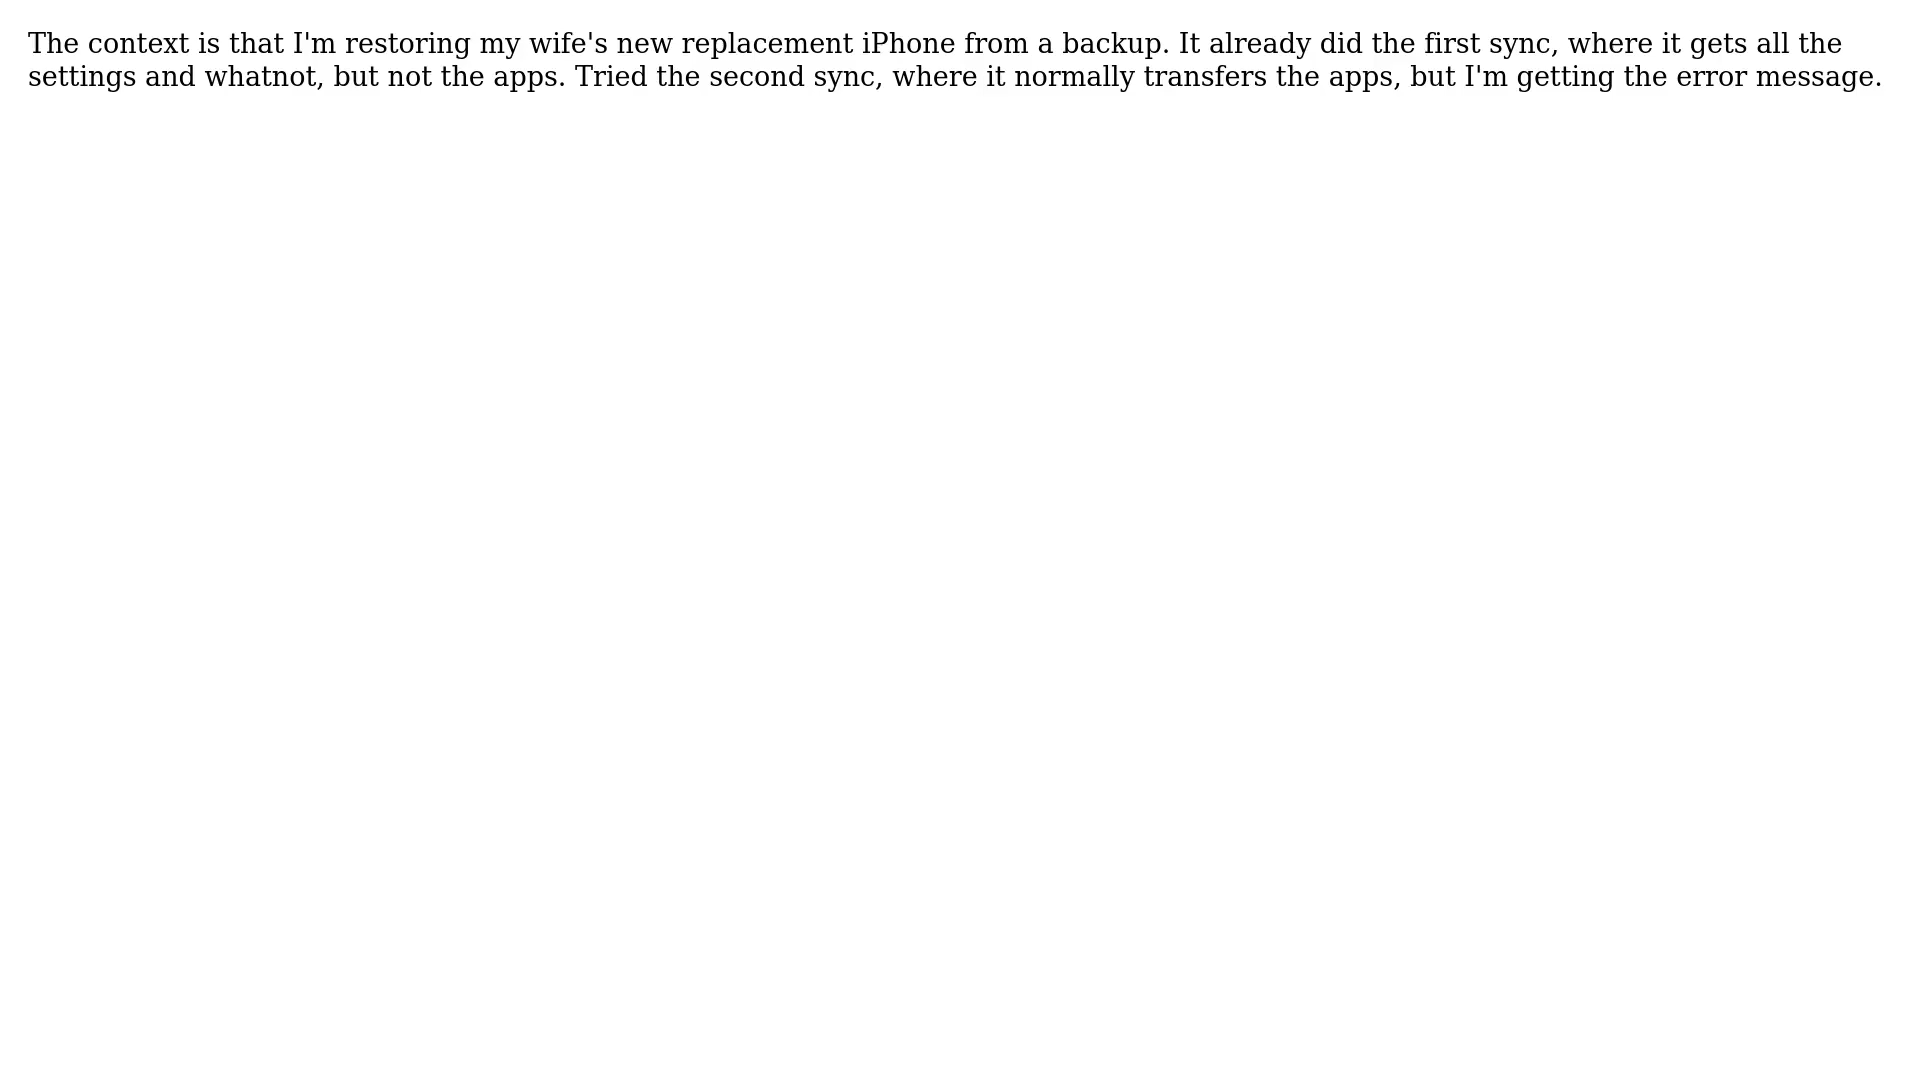 The context is that I'm restoring my wife's new replacement iPhone from a backup. It already did the first sync, where it gets all the
settings and whatnot, but not the apps. Tried the second sync, where it normally transfers the apps, but I'm getting the error message.